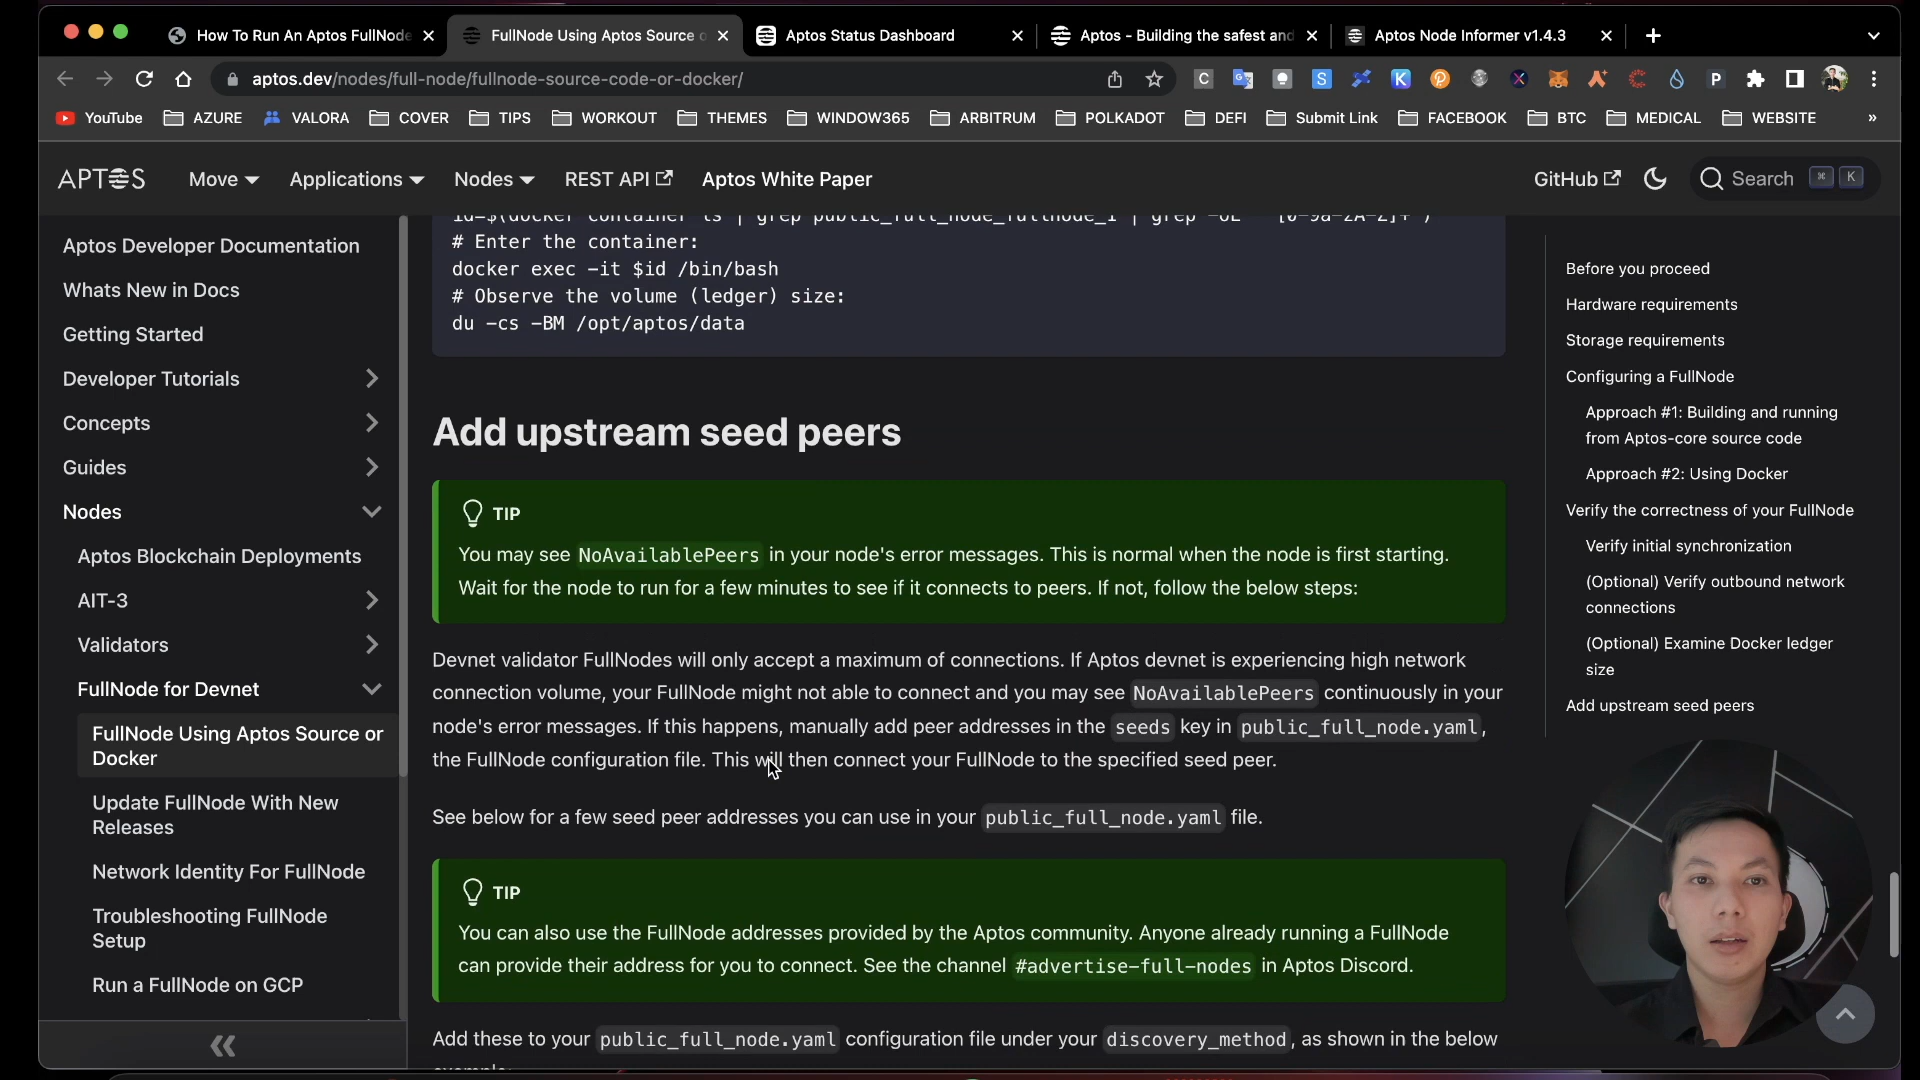 How To Run An Aptos FullNode
FullNode Using Aptos Source o
Aptos Status Dashboard
Aptos - Building the safest and
Aptos Node Informer v1.4.3
aptos.dev/nodes/full-node/fullnode-source-code-or-docker/
YouTube AZURE VALORA COVER TIPS WORKOUT THEMES WINDOW365 ARBITRUM POLKADOT DEFI Submit Link FACEBOOK BTC MEDICAL WEBSITE »
APTOS Move Applications Nodes REST API Aptos White Paper GitHub Search ⌘ K
Aptos Developer Documentation
Whats New in Docs
Getting Started
Developer Tutorials
Concepts
Guides
Nodes
Aptos Blockchain Deployments
AIT-3
Validators
FullNode for Devnet
FullNode Using Aptos Source or
Docker
Update FullNode With New
Releases
Network Identity For FullNode
Troubleshooting FullNode
Setup
Run a FullNode on GCP
# Enter the container:
docker exec -it $id /bin/bash
# Observe the volume (ledger) size:
du -cs -BM /opt/aptos/data
Add upstream seed peers
TIP
You may see NoAvailablePeers in your node's error messages. This is normal when the node is first starting.
Wait for the node to run for a few minutes to see if it connects to peers. If not, follow the below steps:
Devnet validator FullNodes will only accept a maximum of connections. If Aptos devnet is experiencing high network
connection volume, your FullNode might not able to connect and you may see NoAvailablePeers continuously in your
node's error messages. If this happens, manually add peer addresses in the seeds key in public_full_node.yaml,
the FullNode configuration file. This will then connect your FullNode to the specified seed peer.
See below for a few seed peer addresses you can use in your public_full_node.yaml file.
TIP
You can also use the FullNode addresses provided by the Aptos community. Anyone already running a FullNode
can provide their address for you to connect. See the channel #advertise-full-nodes in Aptos Discord.
Add these to your public_full_node.yaml configuration file under your discovery_method, as shown in the below
Before you proceed
Hardware requirements
Storage requirements
Configuring a FullNode
Approach #1: Building and running
from Aptos-core source code
Approach #2: Using Docker
Verify the correctness of your FullNode
Verify initial synchronization
(Optional) Verify outbound network
connections
(Optional) Examine Docker ledger
size
Add upstream seed peers